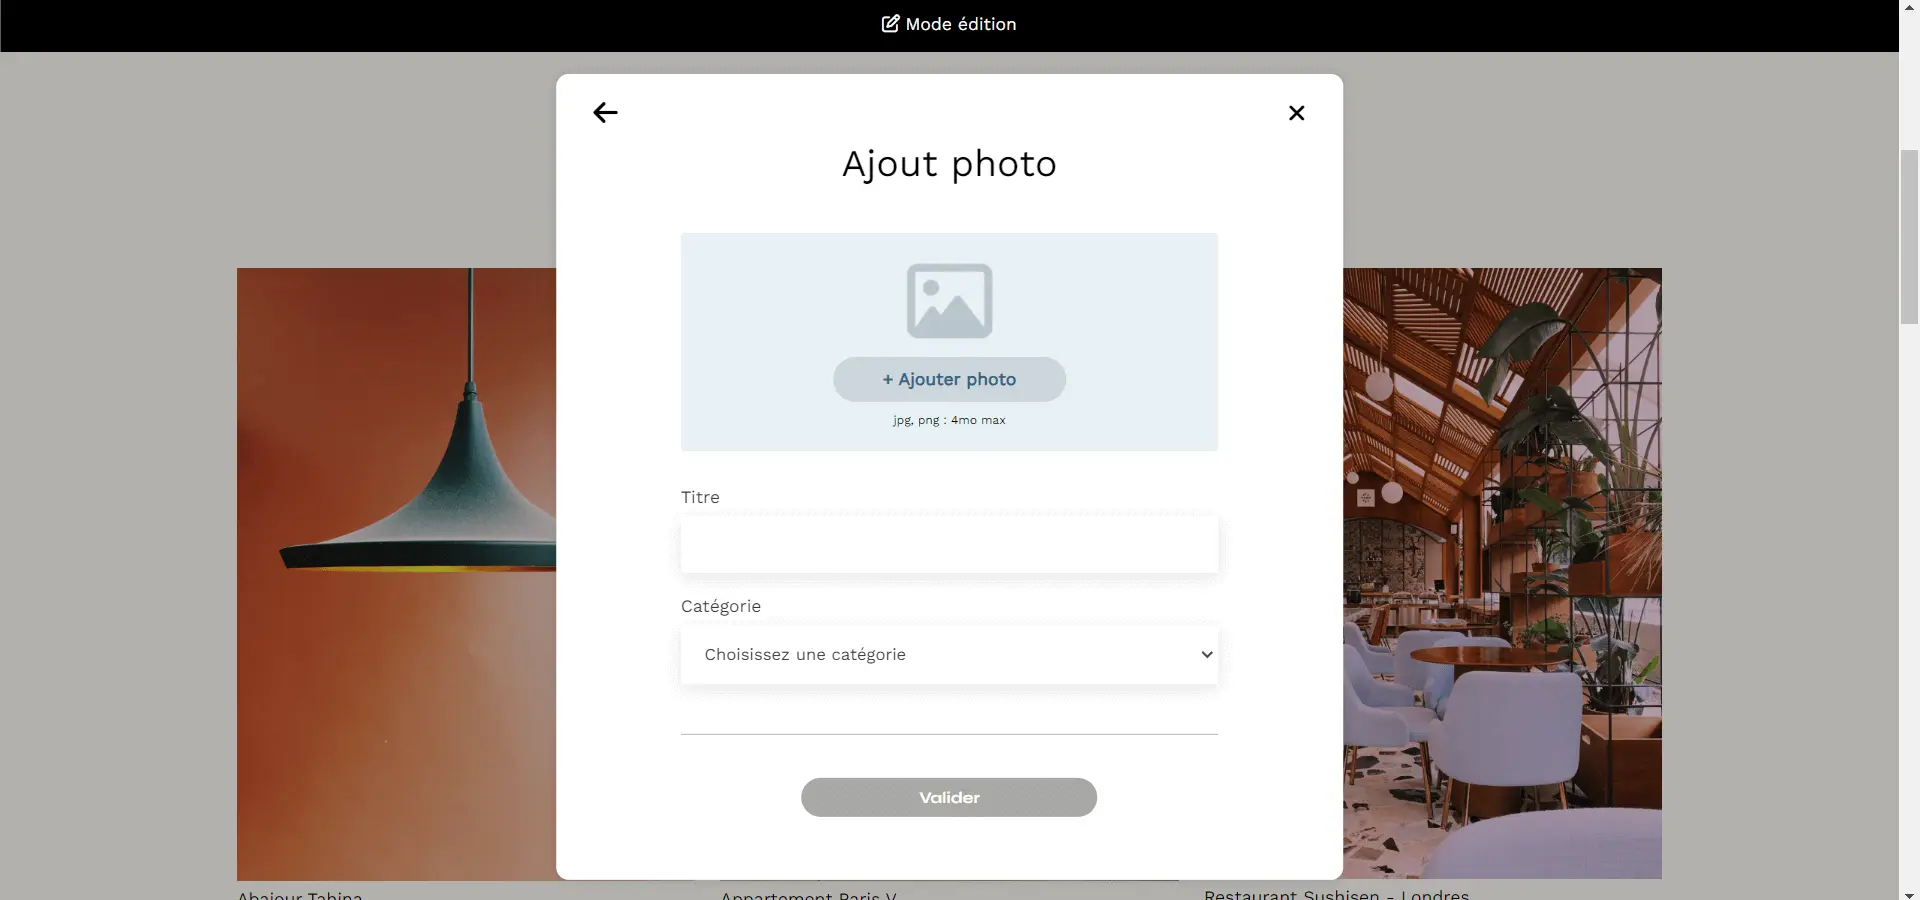 Mode édition
Ajout photo
+ Ajouter photo
jpg, png : 4mo max
Titre
Catégorie
Choisissez une catégorie
Valider
Abajour Tahina
Appartement Paris V
Restaurant Sushisen - Londres